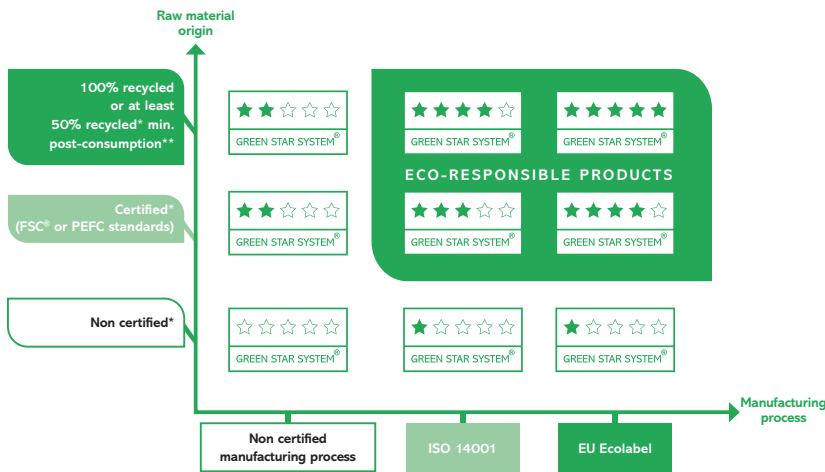 Raw material
origin
100% recycled
or at least
50% recycled* min.
post-consumption**
GREEN STAR SYSTEM®
GREEN STAR SYSTEM®
GREEN STAR SYSTEM®
ECO-RESPONSIBLE PRODUCTS
Certified*
(FSC® or PEFC standards)
GREEN STAR SYSTEM®
GREEN STAR SYSTEM®
GREEN STAR SYSTEM®
Non certified*
GREEN STAR SYSTEM®
GREEN STAR SYSTEM®
GREEN STAR SYSTEM®
Manufacturing
process
Non certified
manufacturing process
ISO 14001
EU Ecolabel